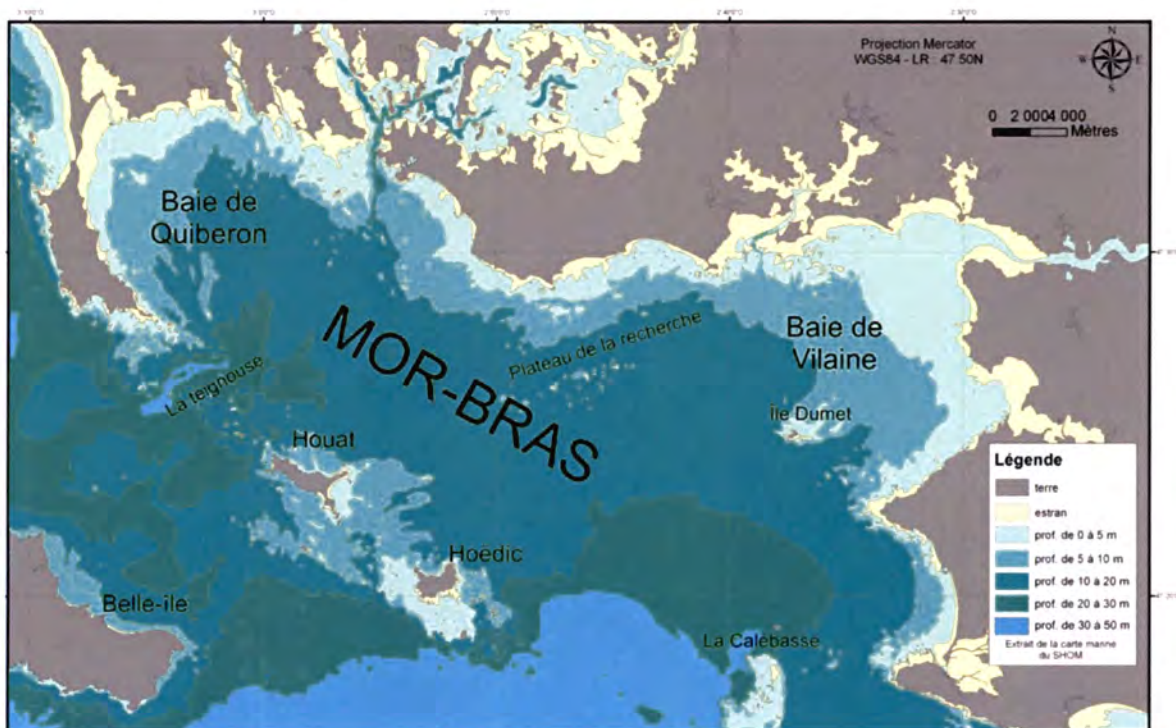 Projection Mercator
WGS84 - LR : 47 50N
N
W
E
S
0 2 0004 000
Mètres
Baie de
Quiberon
MOR-BRAS
Plateau de la recherche
Baie de
Vilaine
La teignouse
Île Dumet
Houat
Hoëdic
Belle-ile
La Calebasse
Légende
terre
estran
prof. de 0 à 5 m
prof. de 5 à 10 m
prof. de 10 à 20 m
prof. de 20 à 30 m
prof. de 30 à 50 m
Extrait de la carte marine
du SHOM